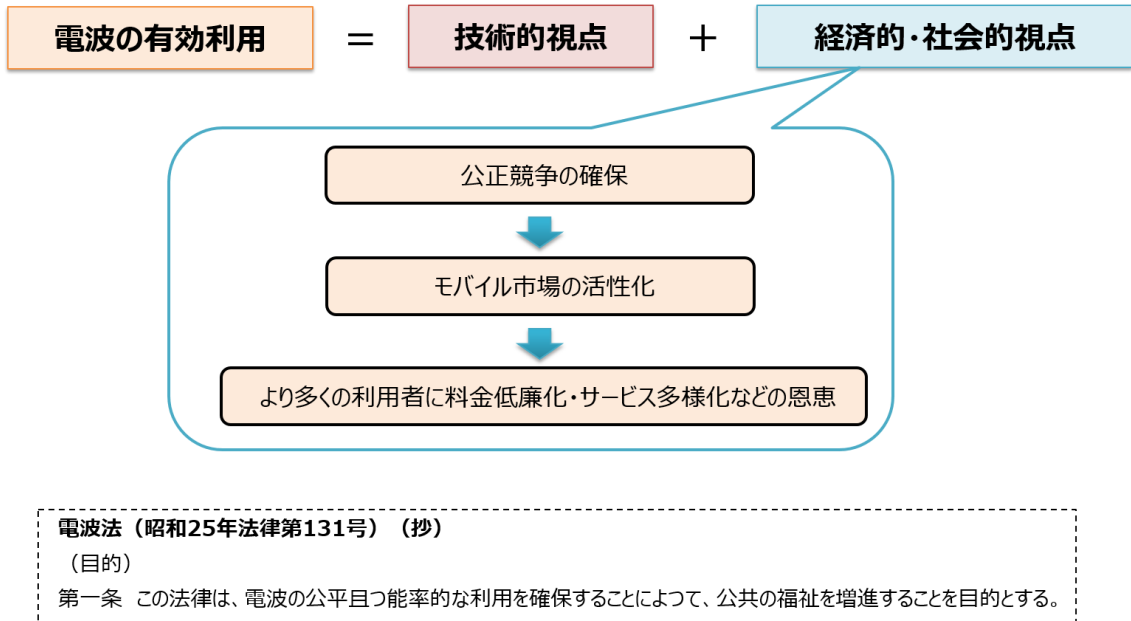 電波の有効利用 = 技術的視点 + 経済的・社会的視点
公正競争の確保
モバイル市場の活性化
より多くの利用者に料金低廉化・サービス多様化などの恩恵
電波法（昭和25年法律第131号）（抄）
（目的）
第一条 この法律は、電波の公平且つ能率的な利用を確保することによつて、公共の福祉を増進することを目的とする。